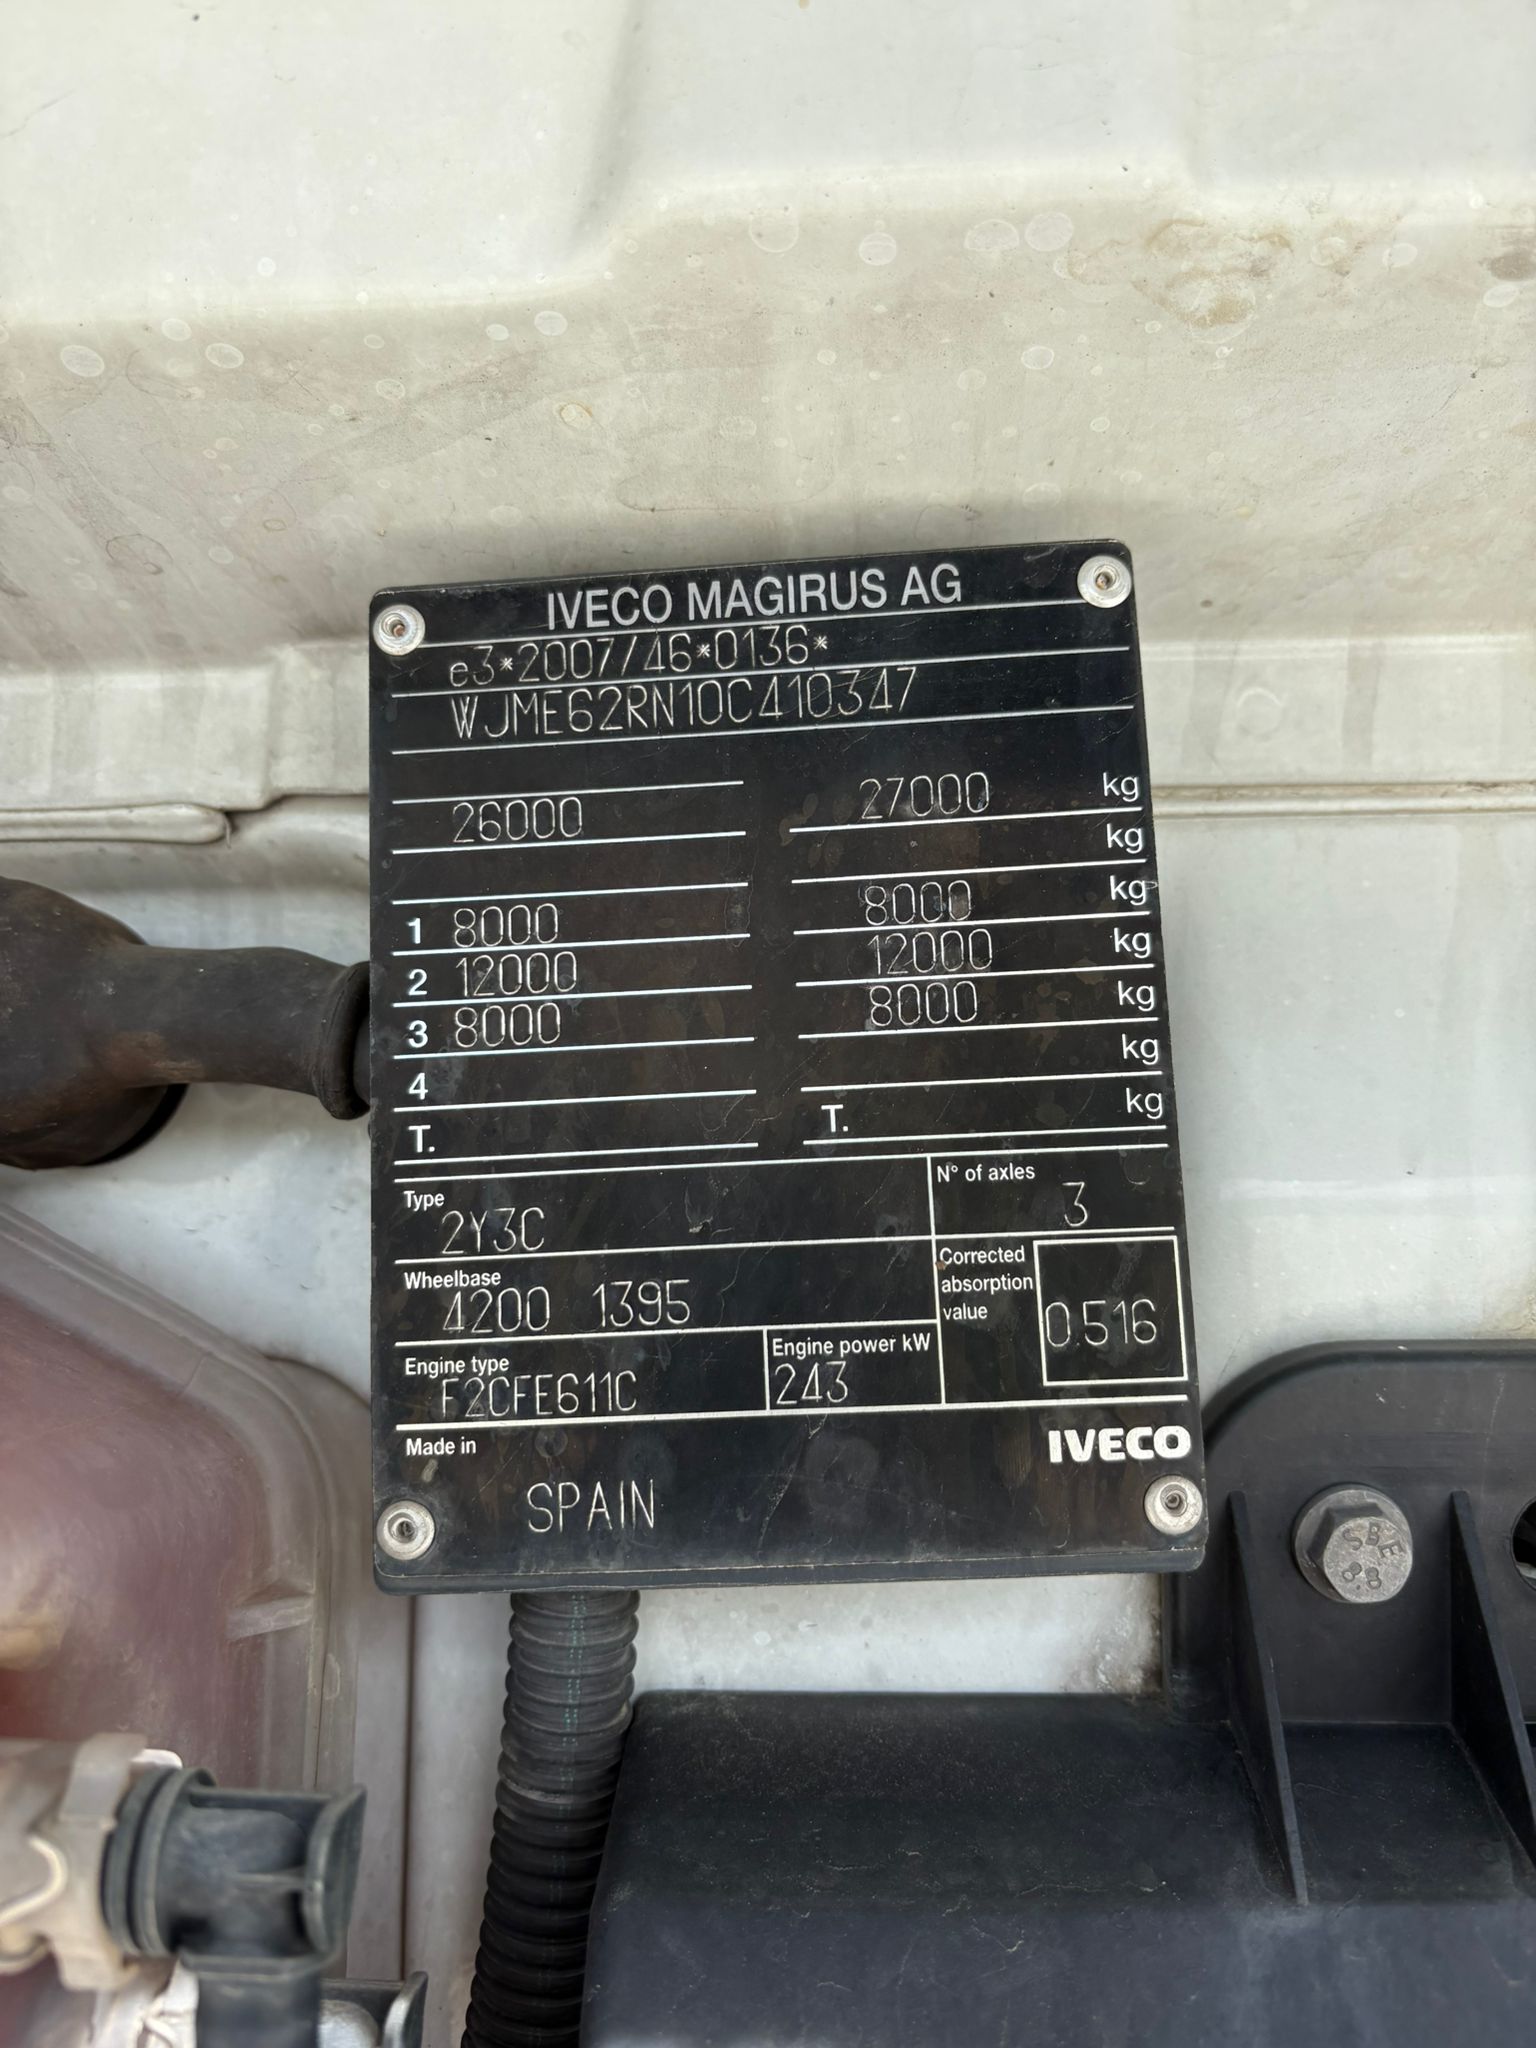 IVECO MAGIRUS AG
e3*2007/46*0136*
WJME62RN10C410347
26000 27000 kg
kg
1 8000 8000 kg
2 12000 12000 kg
3 8000 8000 kg
4 kg
T. T. kg
Type N° of axles
2Y3C 3
Wheelbase Corrected absorption value
4200 1395 0.516
Engine type Engine power kW
F2CFE611C 243
Made in IVECO
SPAIN
SBE
8.8